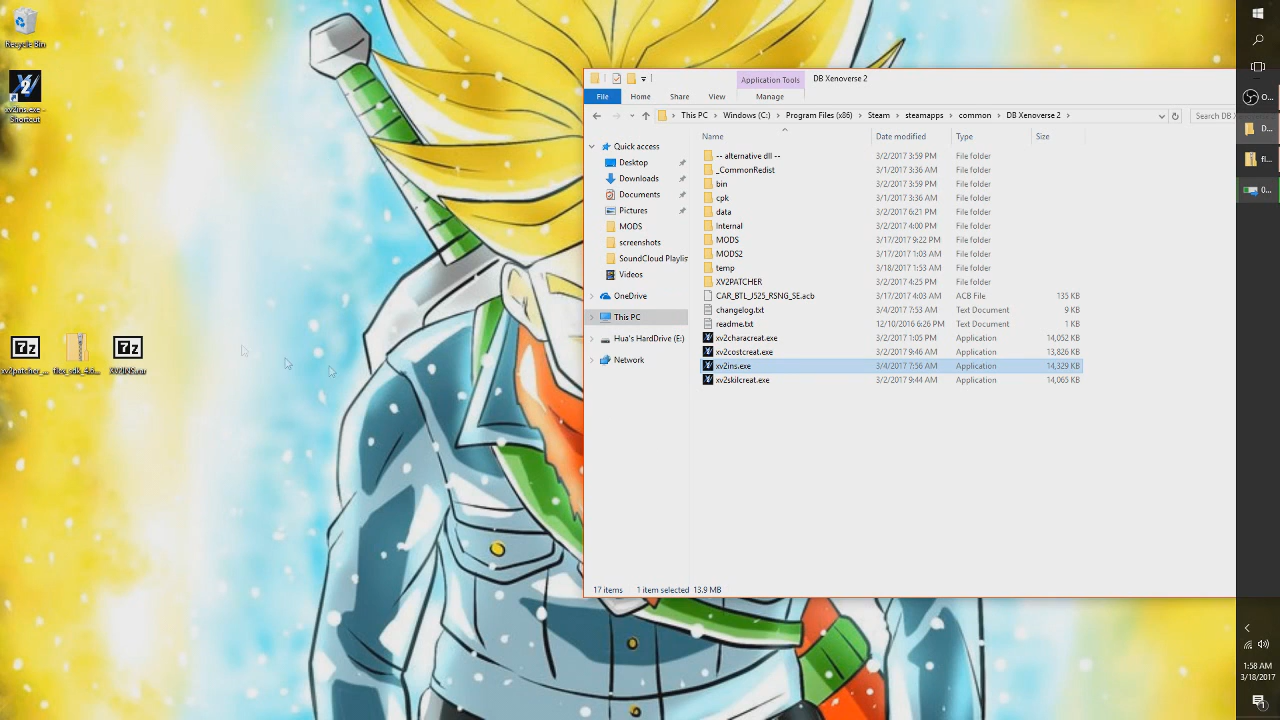 Recycle Bin
xv2ins.exe -
Shortcut
7z
7z
xv2patcher_...
XV2INS.rar
Application Tools
DB Xenoverse 2
File
Home
Share
View
Manage
This PC > Windows (C:) > Program Files (x86) > Steam > steamapps > common > DB Xenoverse 2 >
Search DB
Name
Date modified
Type
Size
Quick access
Desktop
Downloads
Documents
Pictures
MODS
screenshots
SoundCloud Playlis
Videos
OneDrive
This PC
Hua's HardDrive (E:)
Network
-- alternative dll -- 3/2/2017 3:59 PM File folder
_CommonRedist 3/1/2017 3:36 AM File folder
bin 3/2/2017 3:59 PM File folder
cpk 3/1/2017 3:36 AM File folder
data 3/2/2017 6:21 PM File folder
Internal 3/2/2017 4:00 PM File folder
MODS 3/17/2017 9:22 PM File folder
MODS2 3/17/2017 1:03 AM File folder
temp 3/18/2017 1:53 AM File folder
XV2PATCHER 3/2/2017 4:25 PM File folder
CAR_BTL_J525_RSNG_SE.acb 3/17/2017 4:03 AM ACB File 135 KB
changelog.txt 3/4/2017 7:53 AM Text Document 9 KB
readme.txt 12/10/2016 6:26 PM Text Document 1 KB
xv2characreat.exe 3/2/2017 1:05 PM Application 14,052 KB
xv2costcreat.exe 3/2/2017 9:46 AM Application 13,826 KB
xv2ins.exe 3/4/2017 7:56 AM Application 14,329 KB
xv2skilcreat.exe 3/2/2017 9:44 AM Application 14,065 KB
17 items 1 item selected 13.9 MB
O...
D...
fl...
0...
1:58 AM
3/18/2017